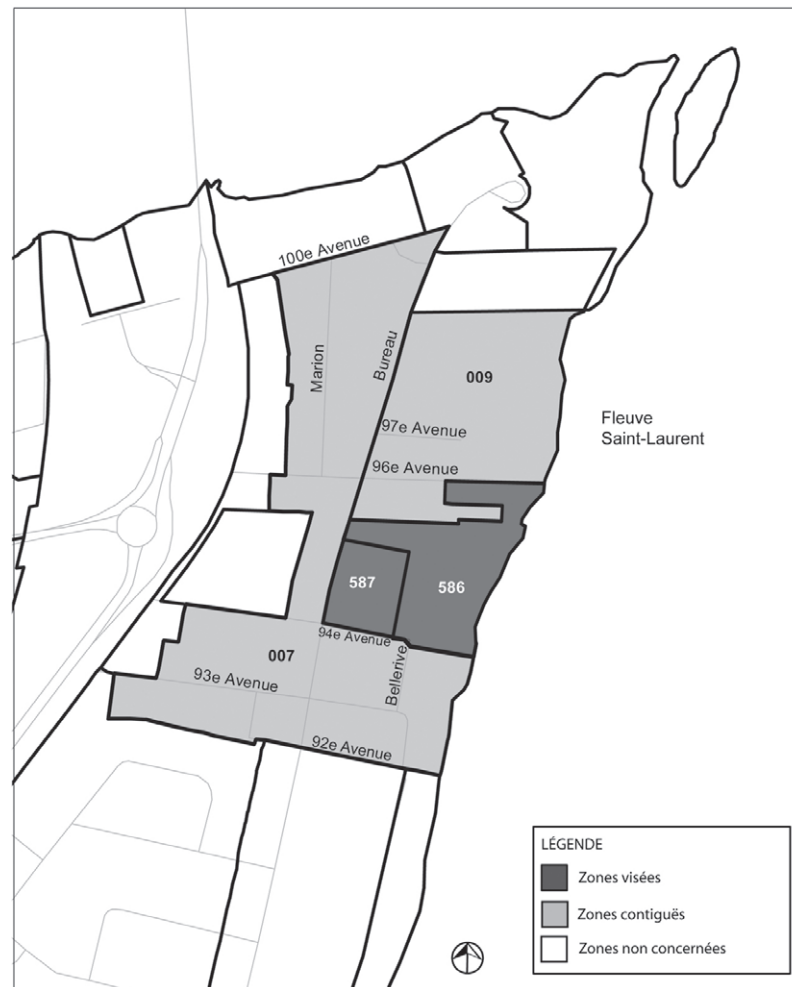 100e Avenue
Marion
Bureau
009
97e Avenue
Fleuve
Saint-Laurent
96e Avenue
587
586
94e Avenue
007
Bellerive
93e Avenue
92e Avenue
LÉGENDE
Zones visées
Zones contiguës
Zones non concernées